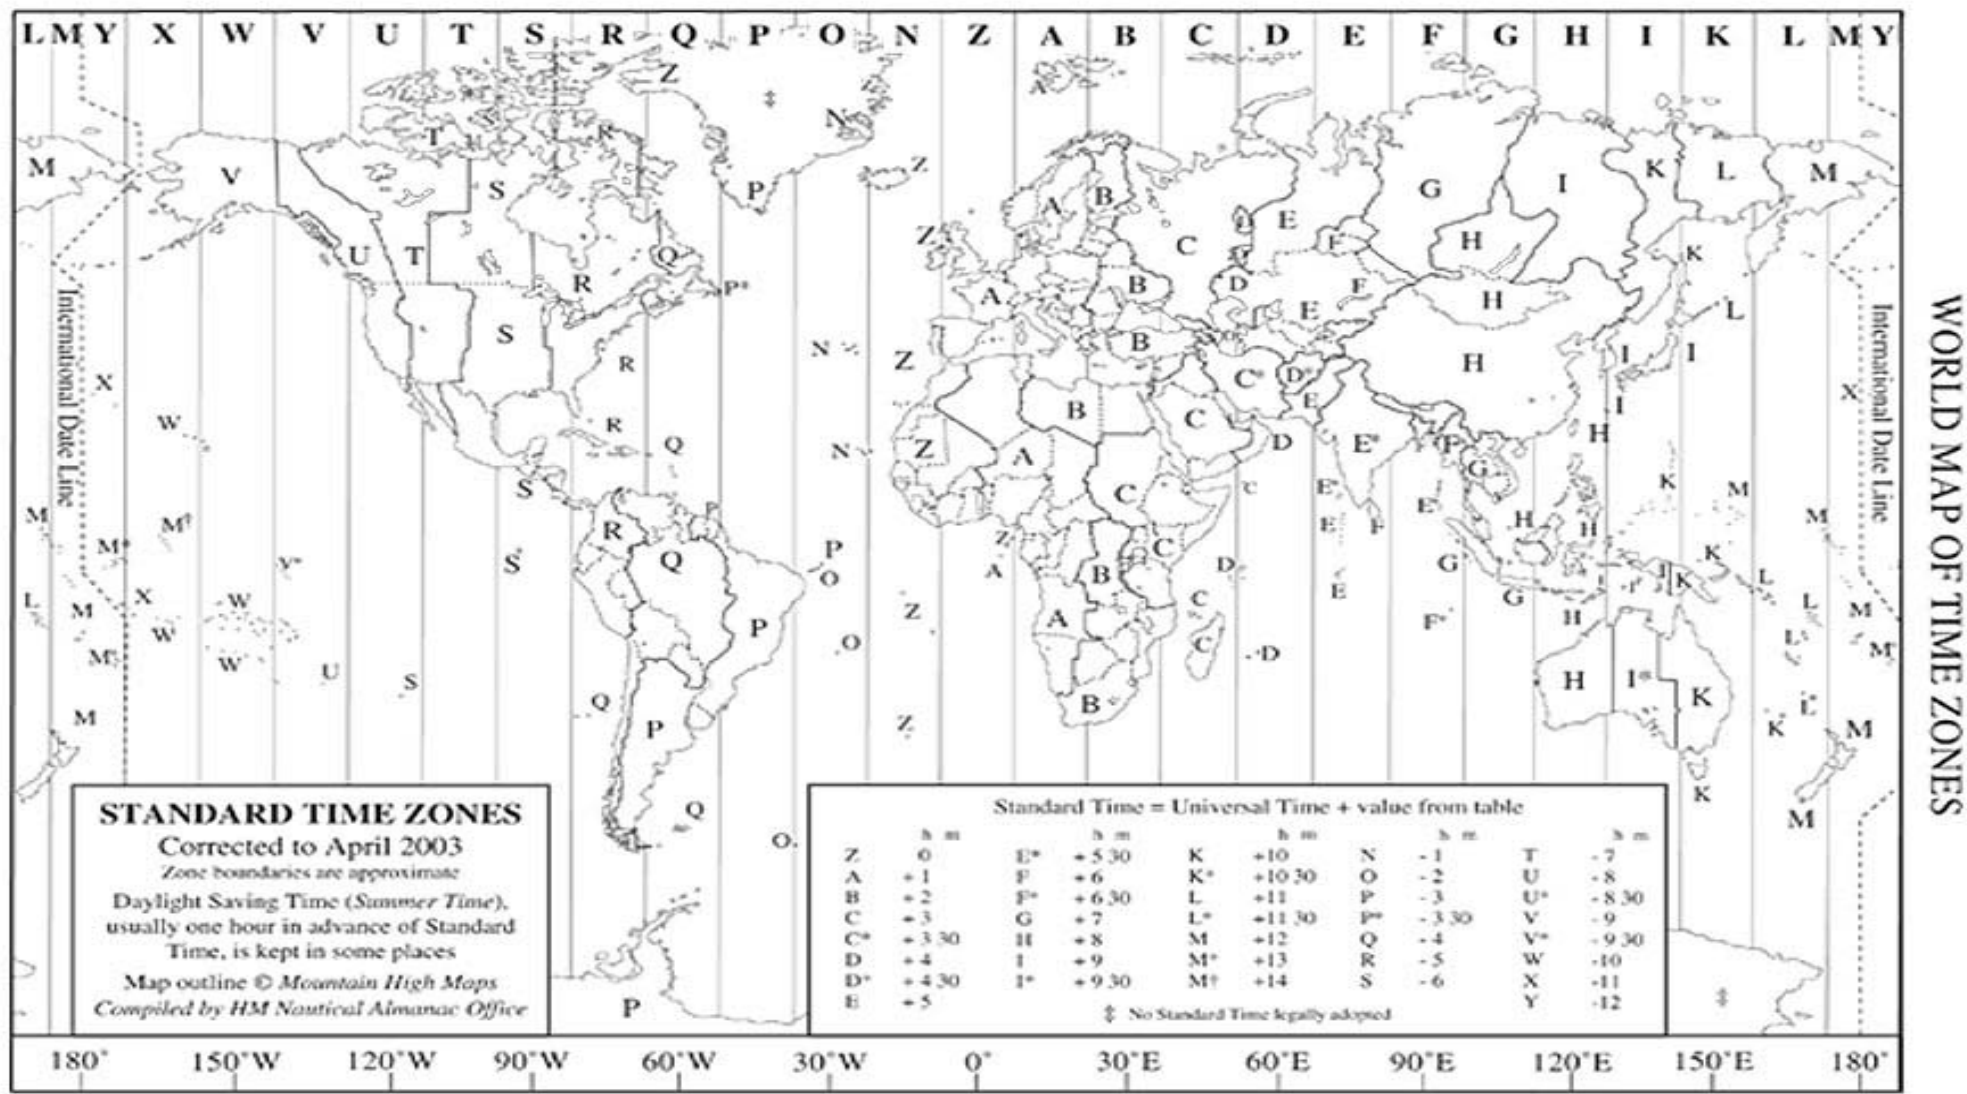 L M Y X W V U T S R Q P O N Z A B C D E F G H I K L M Y
Z
‡
A
N
T S R
M V S Z A B G I K L M
P
U T Q Z C D E H K
R P* A B D F
S B E H L
N Z
R C* D* H I I
X E X
W R Q N Z B C D E* F H I
A G
S C E* K M
M M† R P Z E F H H M
M* V* S Q P A B C D E G K
L M X W O Z C E G I K L L M
W P O A C D F* H L* M*
M* W U S
M Q P Z B H I* K L* K M
K
Q O M
P
‡
International Date Line
International Date Line
WORLD MAP OF TIME ZONES
STANDARD TIME ZONES
Corrected to April 2003
Zone boundaries are approximate
Daylight Saving Time (Summer Time),
usually one hour in advance of Standard
Time, is kept in some places
Map outline © Mountain High Maps
Compiled by HM Nautical Almanac Office
Standard Time = Universal Time + value from table
h m h m h m h m h m
Z 0 E* +5 30 K +10 N -1 T -7
A +1 F +6 K* +10 30 O -2 U -8
B +2 F* +6 30 L +11 P -3 U* -8 30
C +3 G +7 L* +11 30 P* -3 30 V -9
C* +3 30 H +8 M +12 Q -4 V* -9 30
D +4 I +9 M* +13 R -5 W -10
D* +4 30 I* +9 30 M† +14 S -6 X -11
E +5 Y -12
‡ No Standard Time legally adopted
180° 150°W 120°W 90°W 60°W 30°W 0° 30°E 60°E 90°E 120°E 150°E 180°